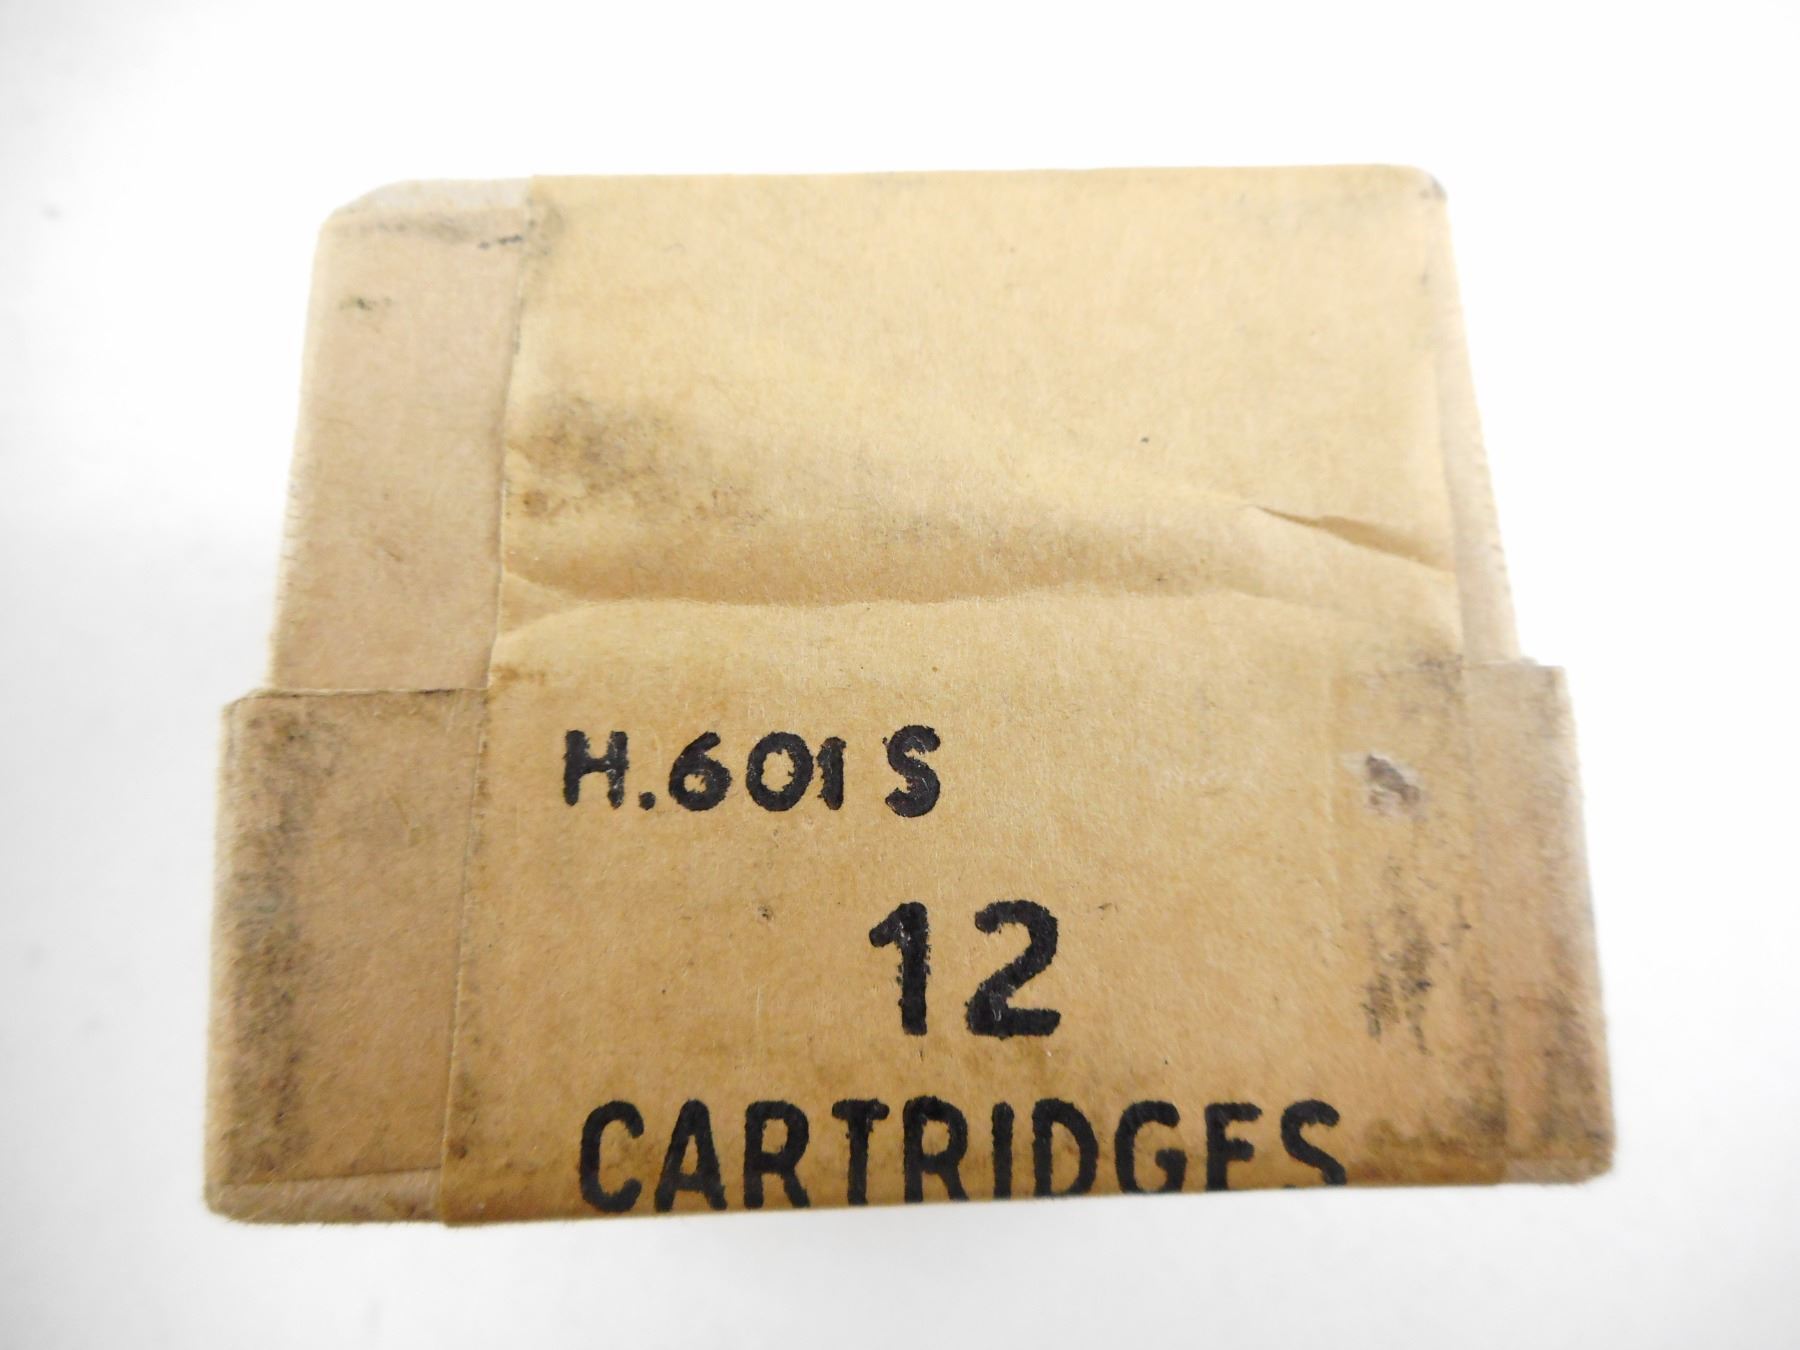 H.601 S
12
CARTRIDGES